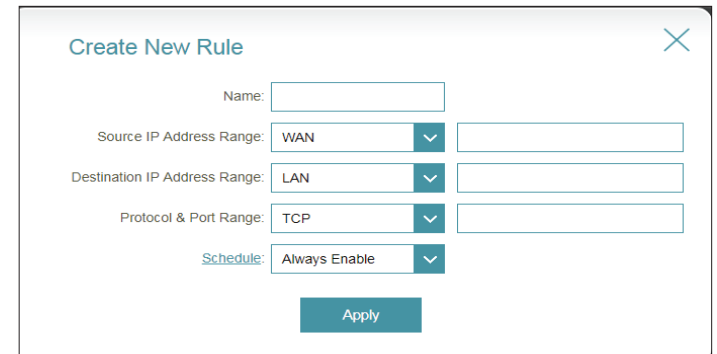 Create New Rule
Name:
Source IP Address Range: WAN
Destination IP Address Range: LAN
Protocol & Port Range: TCP
Schedule: Always Enable
Apply